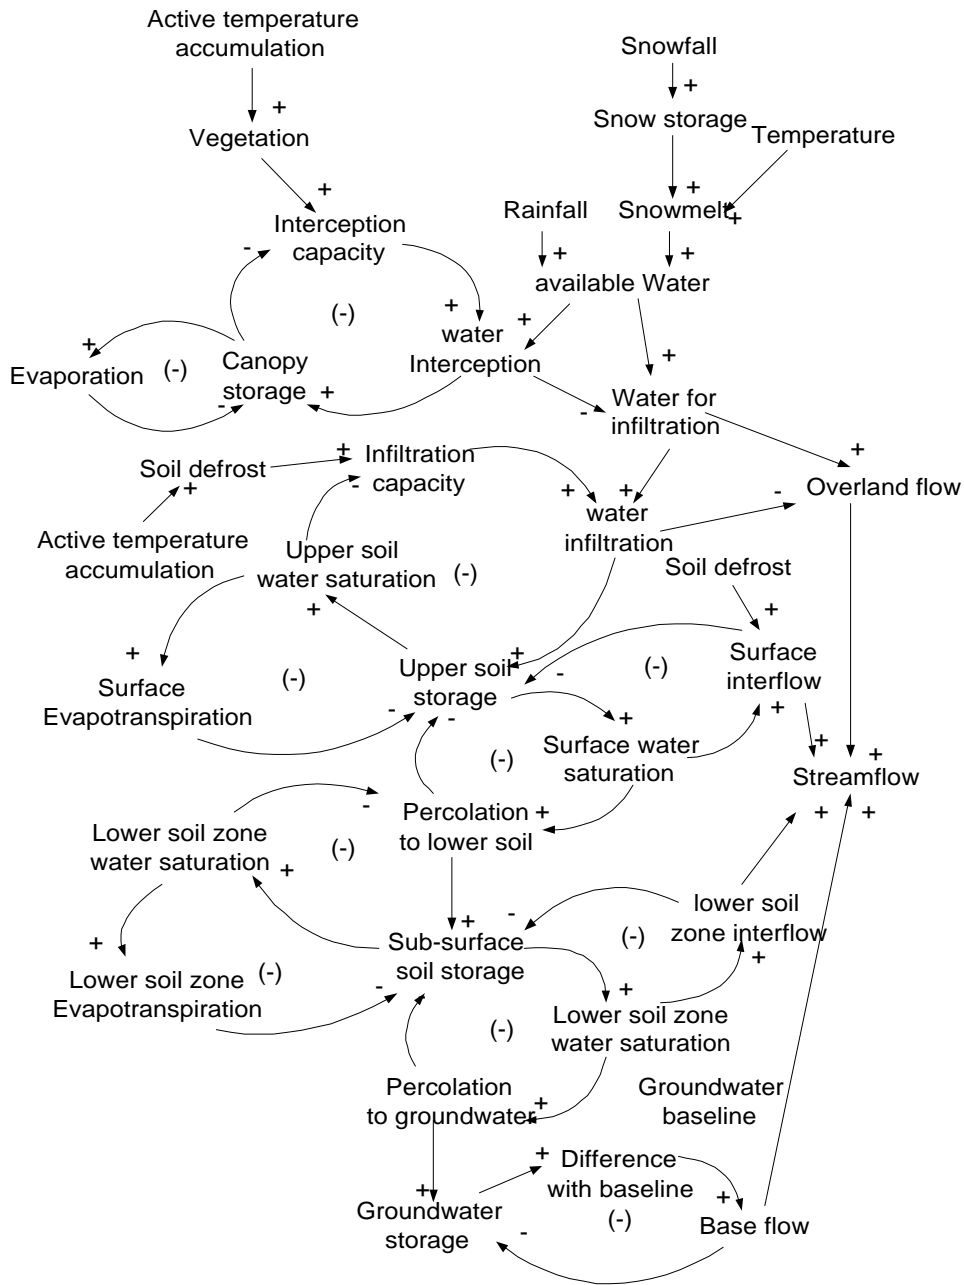 Active temperature
accumulation
Snowfall
+
+
Snow storage
Temperature
Vegetation
+
+
+
Rainfall
Snowmelt
Interception
capacity
-
+
+
available Water
(-)
+
+
water
Interception
+
+
Evaporation
(-)
Canopy
storage
-
+
Water for
infiltration
-
+
Soil defrost
+
Infiltration
capacity
+
-
+
+
-
Overland flow
water
infiltration
Active temperature
accumulation
Upper soil
water saturation
(-)
Soil defrost
+
+
+
+
Surface
interflow
(-)
Upper soil
storage
(-)
-
Surface
Evapotranspiration
-
-
+
+
Surface water
saturation
(-)
+
+
Streamflow
+
+
-
Percolation
to lower soil
+
Lower soil zone
water saturation
(-)
+
lower soil
zone interflow
-
+
+
Sub-surface
soil storage
(-)
+
Lower soil zone
Evapotranspiration
(-)
-
+
Lower soil zone
water saturation
(-)
Percolation
to groundwater
+
Groundwater
baseline
+
Difference
with baseline
+
+
Groundwater
storage
(-)
-
Base flow